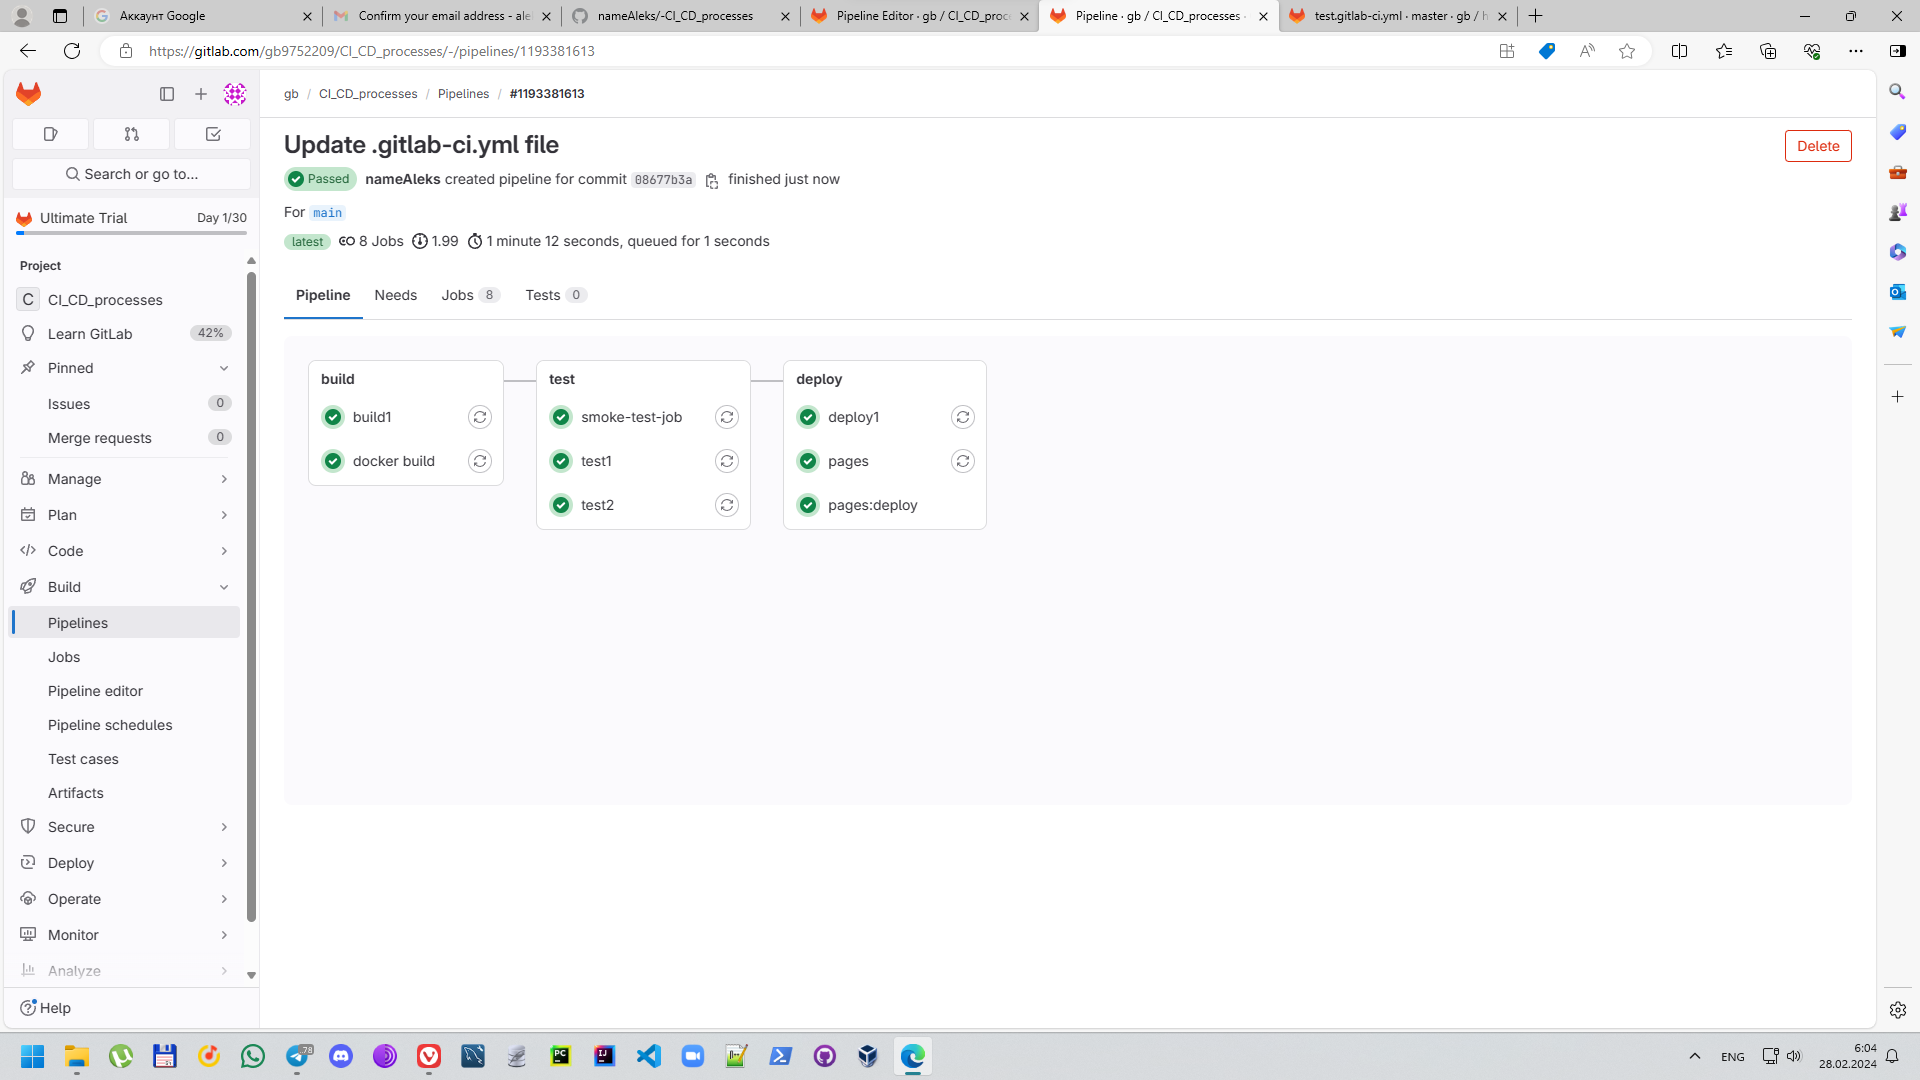 Аккаунт Google
Confirm your email address - ale
nameAleks/-CI_CD_processes
Pipeline Editor · gb / CI_CD_proc
Pipeline · gb / CI_CD_processes ·
test.gitlab-ci.yml · master · gb / h
https://gitlab.com/gb9752209/CI_CD_processes/-/pipelines/1193381613
gb / CI_CD_processes / Pipelines / #1193381613
Search or go to...
Ultimate Trial Day 1/30
Project
C CI_CD_processes
Learn GitLab 42%
Pinned
Issues 0
Merge requests 0
Manage
Plan
Code
Build
Pipelines
Jobs
Pipeline editor
Pipeline schedules
Test cases
Artifacts
Secure
Deploy
Operate
Monitor
Analyze
Help
Update .gitlab-ci.yml file
Delete
Passed nameAleks created pipeline for commit 08677b3a finished just now
For main
latest 8 Jobs 1.99 1 minute 12 seconds, queued for 1 seconds
Pipeline Needs Jobs 8 Tests 0
build
build1
docker build
test
smoke-test-job
test1
test2
deploy
deploy1
pages
pages:deploy
78
PC
IJ
ENG
6:04
28.02.2024